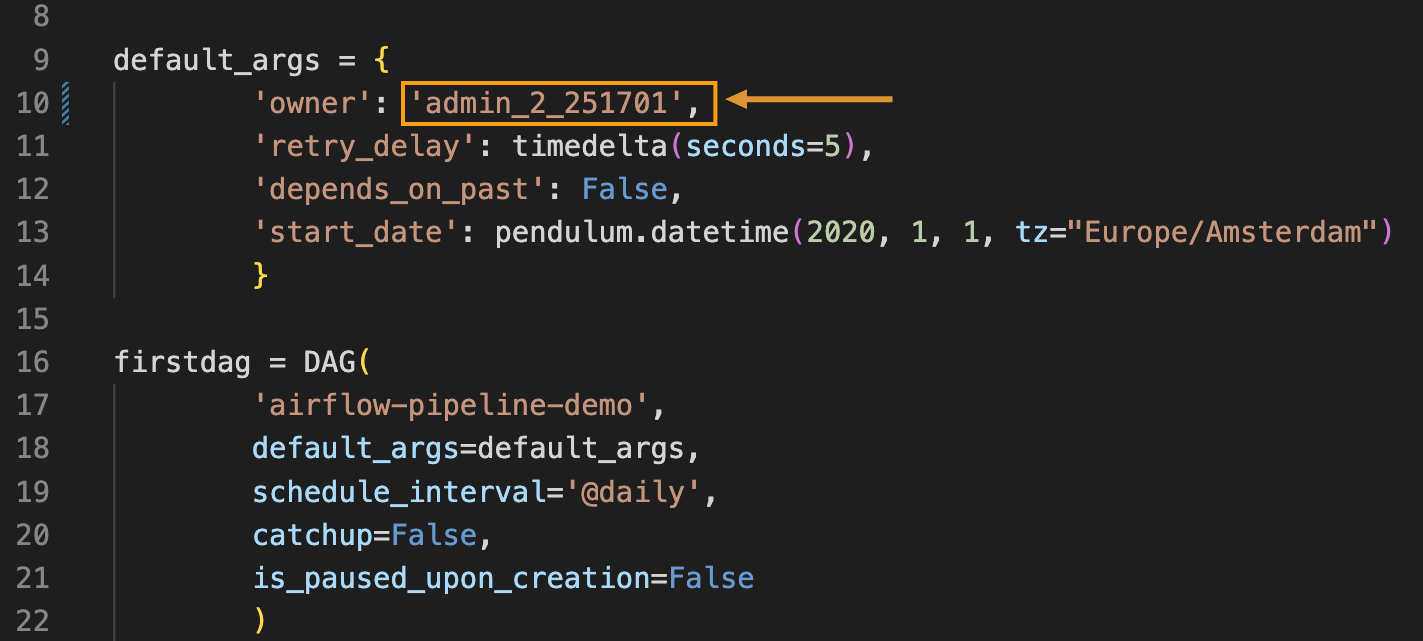 8
9 default_args = {
10 'owner': 'admin_2_251701',
11 'retry_delay': timedelta(seconds=5),
12 'depends_on_past': False,
13 'start_date': pendulum.datetime(2020, 1, 1, tz="Europe/Amsterdam")
14 }
15
16 firstdag = DAG(
17 'airflow-pipeline-demo',
18 default_args=default_args,
19 schedule_interval='@daily',
20 catchup=False,
21 is_paused_upon_creation=False
22 )